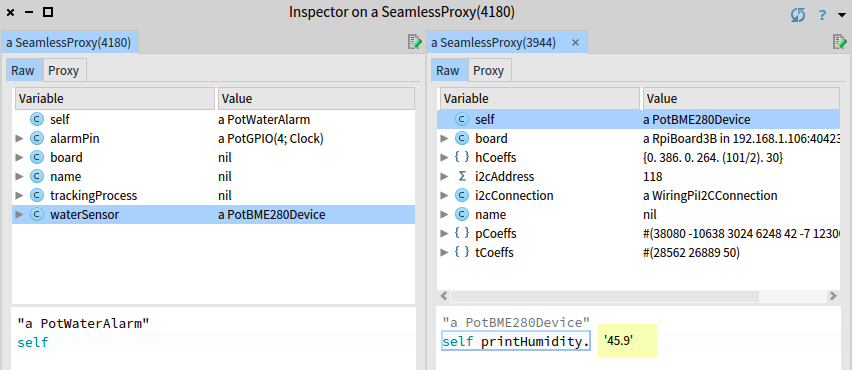 Inspector on a SeamlessProxy(4180)
?
a SeamlessProxy(4180)
Raw Proxy
Variable Value
self a PotWaterAlarm
alarmPin a PotGPIO(4; Clock)
board nil
name nil
trackingProcess nil
waterSensor a PotBME280Device
"a PotWaterAlarm"
self
a SeamlessProxy(3944) ×
Raw Proxy
Variable Value
self a PotBME280Device
board a RpiBoard3B in 192.168.1.106:40423
hCoeffs {0. 386. 0. 264. (101/2). 30}
i2cAddress 118
i2cConnection a WiringPiI2CConnection
name nil
pCoeffs #(38080 -10638 3024 6248 42 -7 12300
tCoeffs #(28562 26889 50)
"a PotBME280Device"
self printHumidity. '45.9'